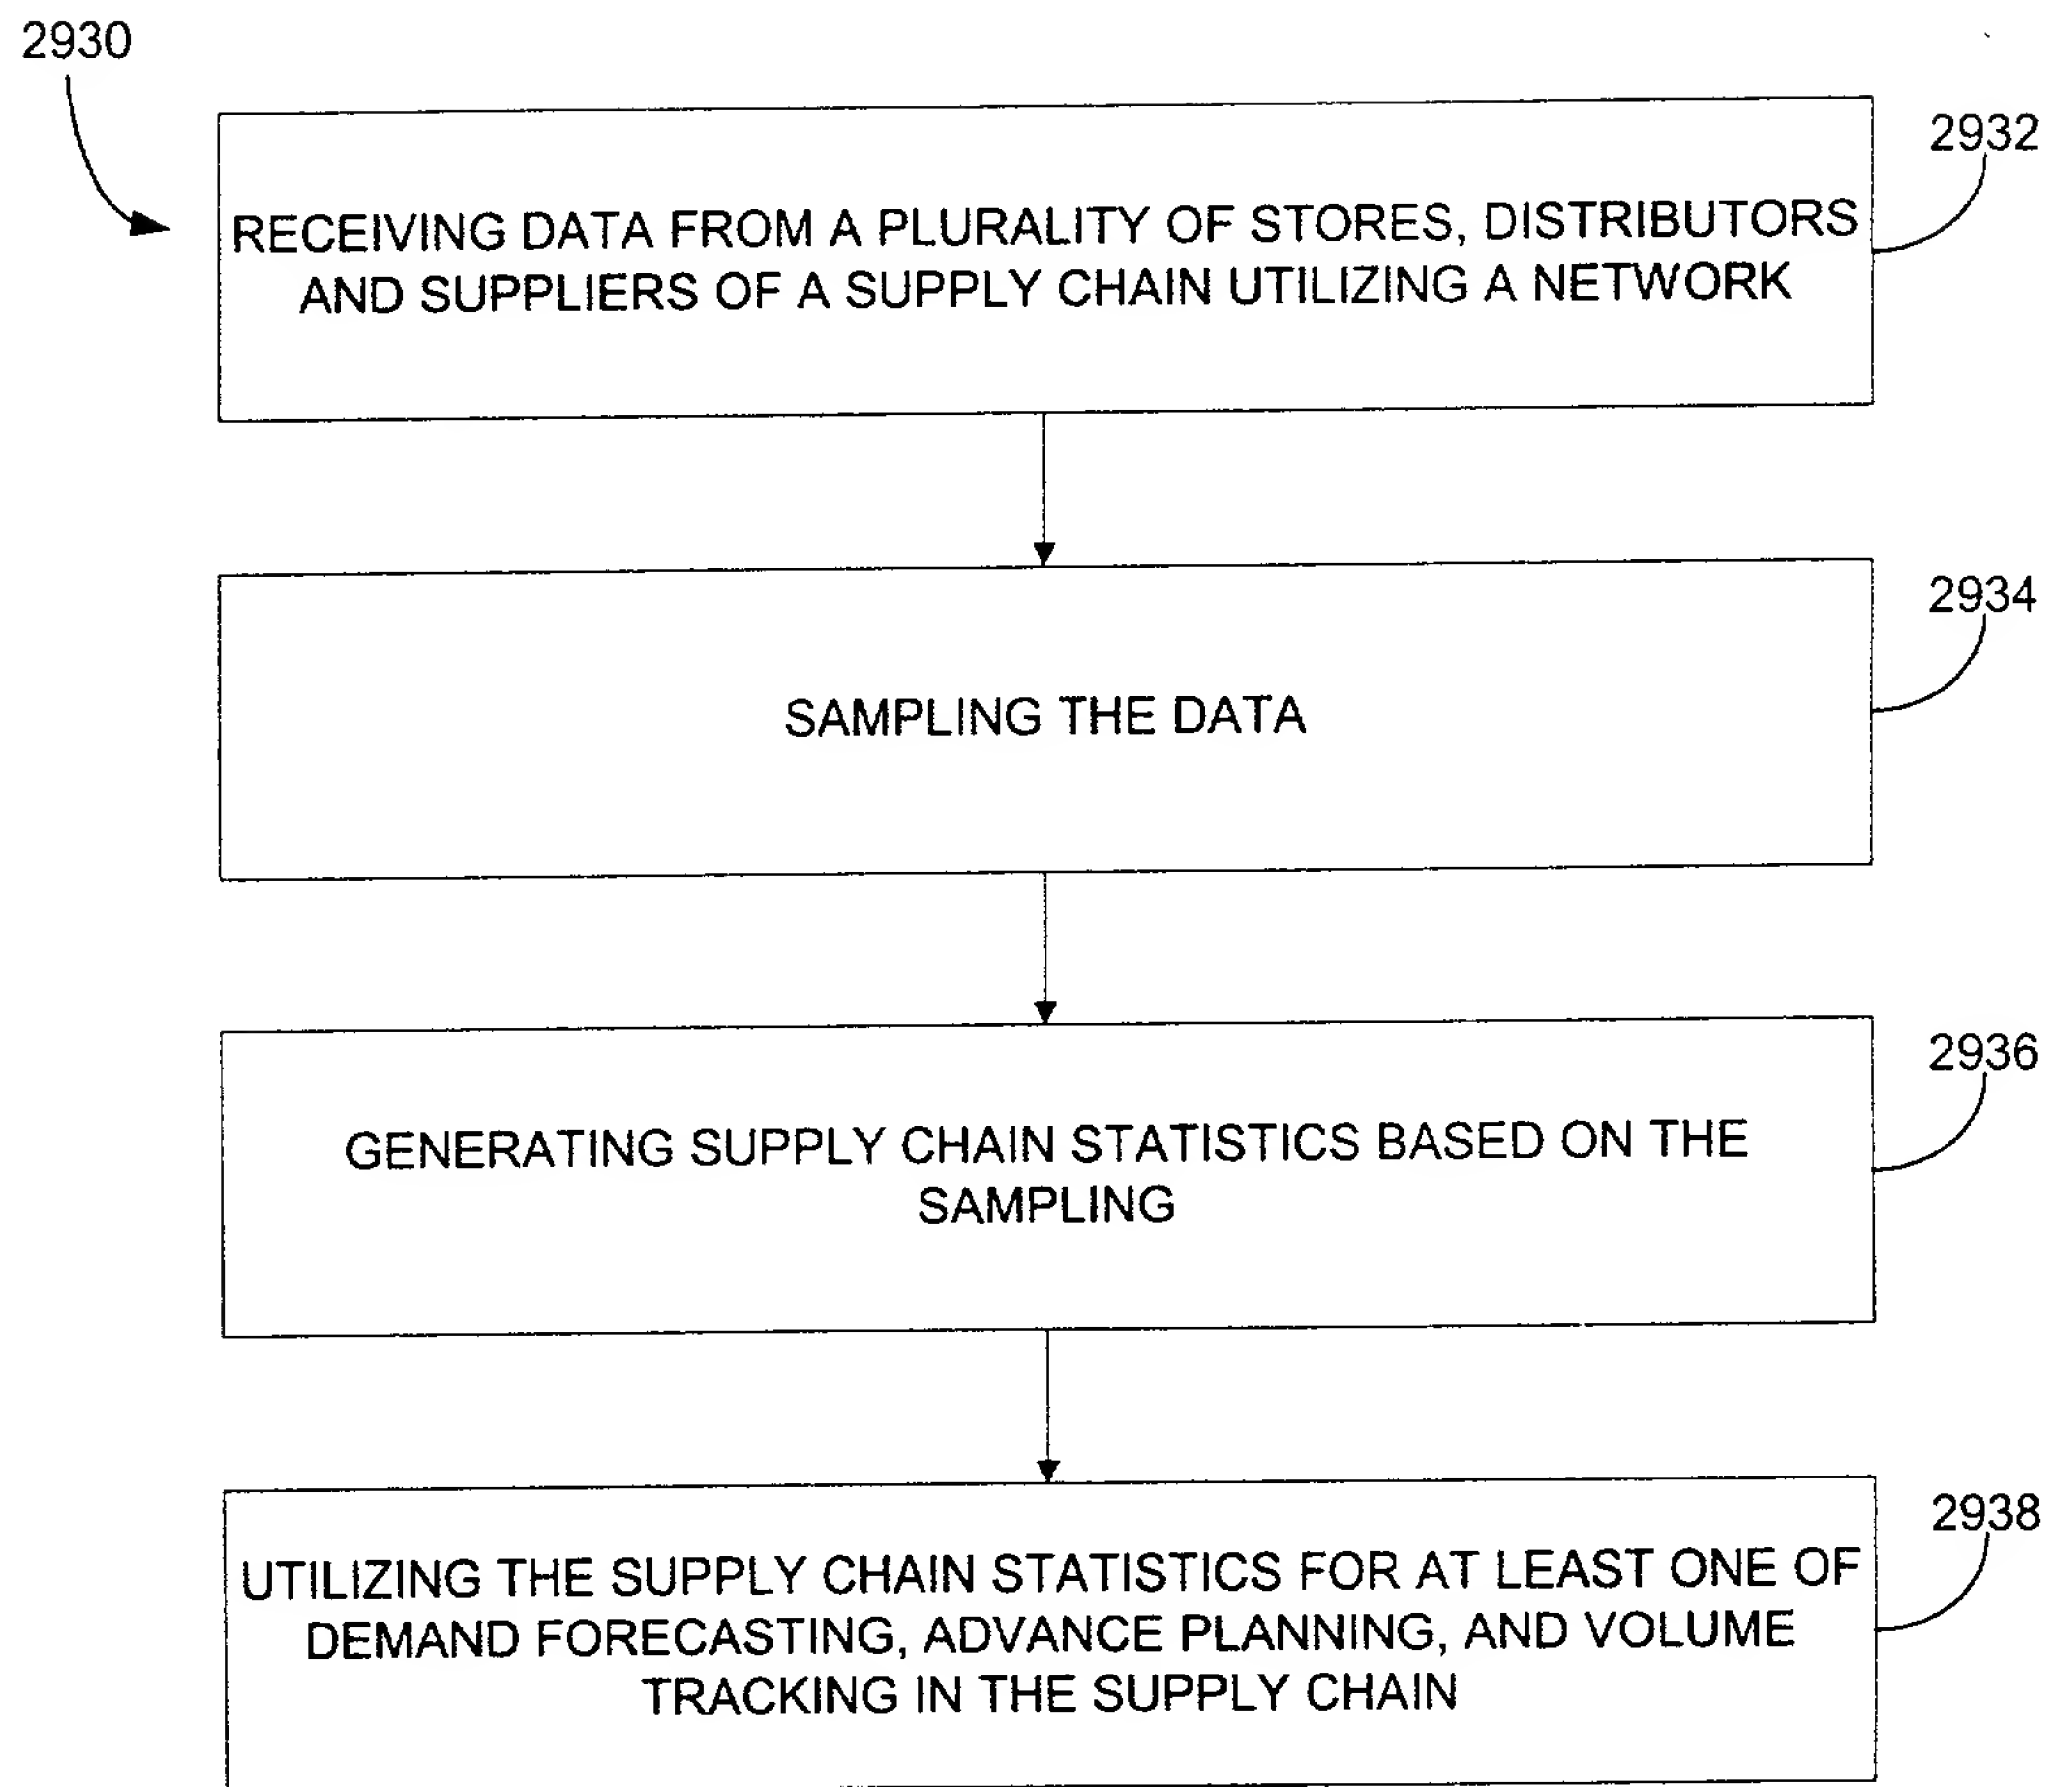 2930
2932
RECEIVING DATA FROM A PLURALITY OF STORES, DISTRIBUTORS
AND SUPPLIERS OF A SUPPLY CHAIN UTILIZING A NETWORK
2934
SAMPLING THE DATA
2936
GENERATING SUPPLY CHAIN STATISTICS BASED ON THE
SAMPLING
2938
UTILIZING THE SUPPLY CHAIN STATISTICS FOR AT LEAST ONE OF
DEMAND FORECASTING, ADVANCE PLANNING, AND VOLUME
TRACKING IN THE SUPPLY CHAIN